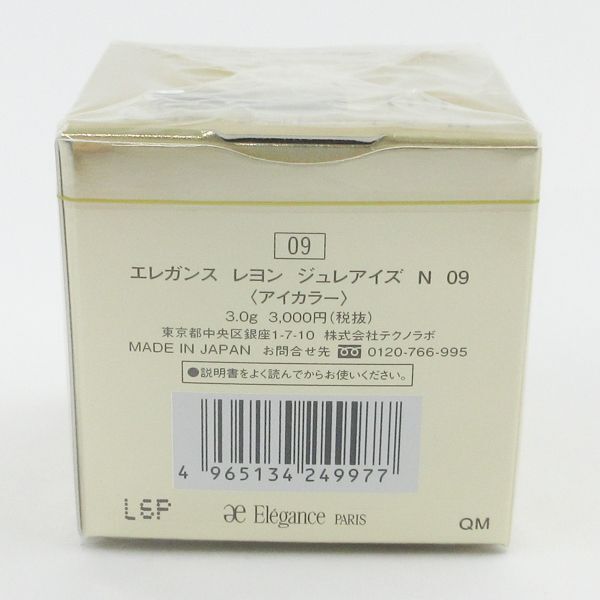 09
エレガンス レヨン ジュレアイズ N 09
〈アイカラー〉
3.0g 3,000円(税抜)
東京都中央区銀座1-7-10 株式会社テクノラボ
MADE IN JAPAN お問合せ先 0120-766-995
●説明書をよく読んでからお使いください。
4 965134 249977
LSP
æ Elégance PARIS
QM